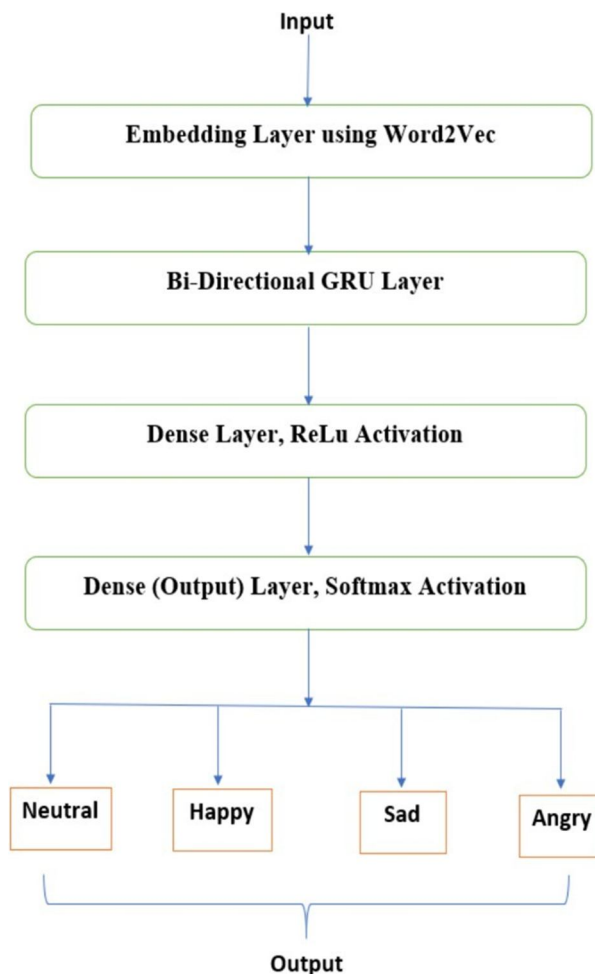 Input
Embedding Layer using Word2Vec
Bi-Directional GRU Layer
Dense Layer, ReLu Activation
Dense (Output) Layer, Softmax Activation
Neutral
Happy
Sad
Angry
Output